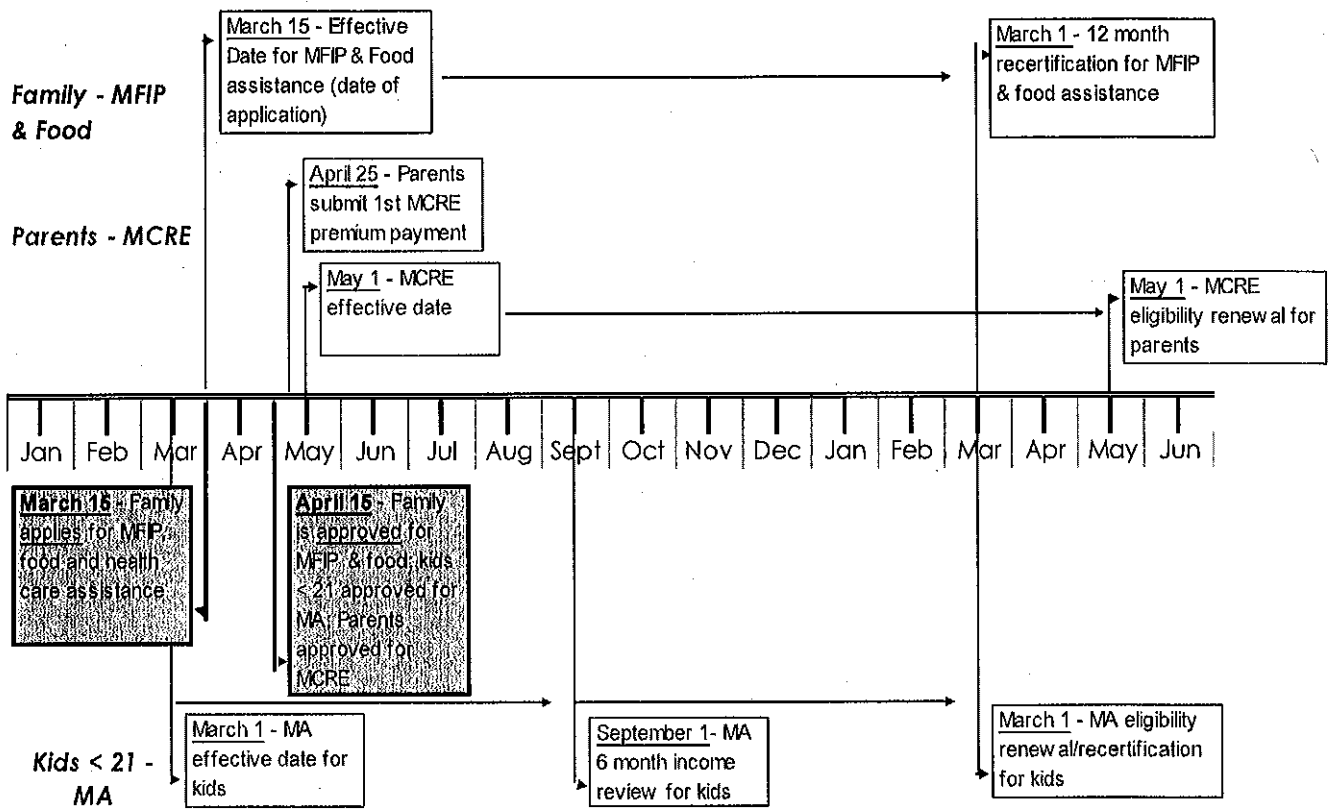 March 15 - Effective
Date for MFIP & Food
assistance (date of
application)
March 1 - 12 month
recertification for MFIP
& food assistance
Family - MFIP
& Food
April 25 - Parents
submit 1st MCRE
premium payment
Parents - MCRE
May 1 - MCRE
effective date
May 1 - MCRE
eligibility renewal for
parents
Jan Feb Mar Apr May Jun Jul Aug Sept Oct Nov Dec Jan Feb Mar Apr May Jun
March 15 - Family
applies for MFIP,
food and health
care assistance
April 15 - Family
is approved for
MFIP & food; kids
< 21 approved for
MA; Parents
approved for
MCRE
March 1 - MA
effective date for
kids
September 1- MA
6 month income
review for kids
March 1 - MA eligibility
renewal/recertification
for kids
Kids < 21 -
MA